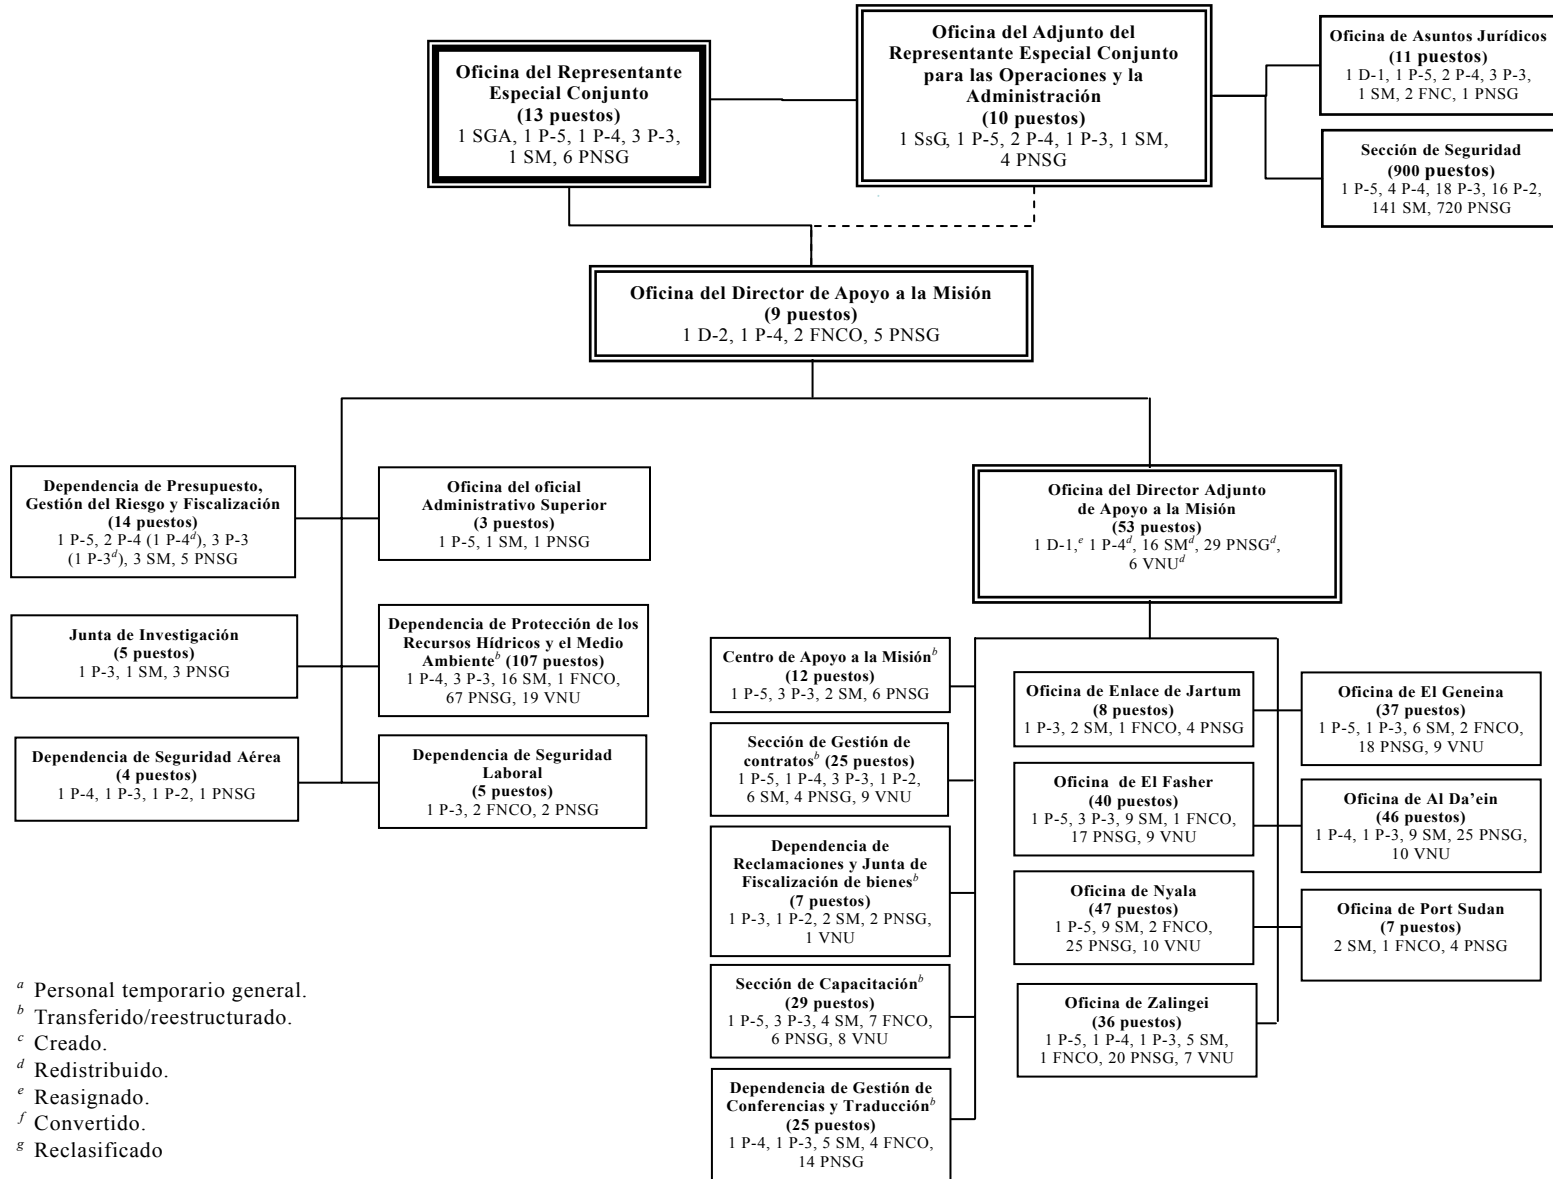 Oficina del Representante
Especial Conjunto
(13 puestos)
1 SGA, 1 P-5, 1 P-4, 3 P-3,
1 SM, 6 PNSG
Oficina del Adjunto del
Representante Especial Conjunto
para las Operaciones y la
Administración
(10 puestos)
1 SsG, 1 P-5, 2 P-4, 1 P-3, 1 SM,
4 PNSG
Oficina de Asuntos Jurídicos
(11 puestos)
1 D-1, 1 P-5, 2 P-4, 3 P-3,
1 SM, 2 FNC, 1 PNSG
Sección de Seguridad
(900 puestos)
1 P-5, 4 P-4, 18 P-3, 16 P-2,
141 SM, 720 PNSG
Oficina del Director de Apoyo a la Misión
(9 puestos)
1 D-2, 1 P-4, 2 FNCO, 5 PNSG
Dependencia de Presupuesto,
Gestión del Riesgo y Fiscalización
(14 puestos)
1 P-5, 2 P-4 (1 P-4d), 3 P-3
(1 P-3d), 3 SM, 5 PNSG
Oficina del oficial
Administrativo Superior
(3 puestos)
1 P-5, 1 SM, 1 PNSG
Junta de Investigación
(5 puestos)
1 P-3, 1 SM, 3 PNSG
Dependencia de Protección de los
Recursos Hídricos y el Medio
Ambienteb (107 puestos)
1 P-4, 3 P-3, 16 SM, 1 FNCO,
67 PNSG, 19 VNU
Dependencia de Seguridad Aérea
(4 puestos)
1 P-4, 1 P-3, 1 P-2, 1 PNSG
Dependencia de Seguridad
Laboral
(5 puestos)
1 P-3, 2 FNCO, 2 PNSG
Oficina del Director Adjunto
de Apoyo a la Misión
(53 puestos)
1 D-1,e 1 P-4d, 16 SMd, 29 PNSGd,
6 VNUd
Centro de Apoyo a la Misiónb
(12 puestos)
1 P-5, 3 P-3, 2 SM, 6 PNSG
Sección de Gestión de
contratosb (25 puestos)
1 P-5, 1 P-4, 3 P-3, 1 P-2,
6 SM, 4 PNSG, 9 VNU
Dependencia de
Reclamaciones y Junta de
Fiscalización de bienesb
(7 puestos)
1 P-3, 1 P-2, 2 SM, 2 PNSG,
1 VNU
Sección de Capacitaciónb
(29 puestos)
1 P-5, 3 P-3, 4 SM, 7 FNCO,
6 PNSG, 8 VNU
Dependencia de Gestión de
Conferencias y Traducciónb
(25 puestos)
1 P-4, 1 P-3, 5 SM, 4 FNCO,
14 PNSG
Oficina de Enlace de Jartum
(8 puestos)
1 P-3, 2 SM, 1 FNCO, 4 PNSG
Oficina de El Geneina
(37 puestos)
1 P-5, 1 P-3, 6 SM, 2 FNCO,
18 PNSG, 9 VNU
Oficina de El Fasher
(40 puestos)
1 P-5, 3 P-3, 9 SM, 1 FNCO,
17 PNSG, 9 VNU
Oficina de Al Da’ein
(46 puestos)
1 P-4, 1 P-3, 9 SM, 25 PNSG,
10 VNU
Oficina de Nyala
(47 puestos)
1 P-5, 9 SM, 2 FNCO,
25 PNSG, 10 VNU
Oficina de Port Sudan
(7 puestos)
2 SM, 1 FNCO, 4 PNSG
Oficina de Zalingei
(36 puestos)
1 P-5, 1 P-4, 1 P-3, 5 SM,
1 FNCO, 20 PNSG, 7 VNU
a Personal temporario general.
b Transferido/reestructurado.
c Creado.
d Redistribuido.
e Reasignado.
f Convertido.
g Reclasificado